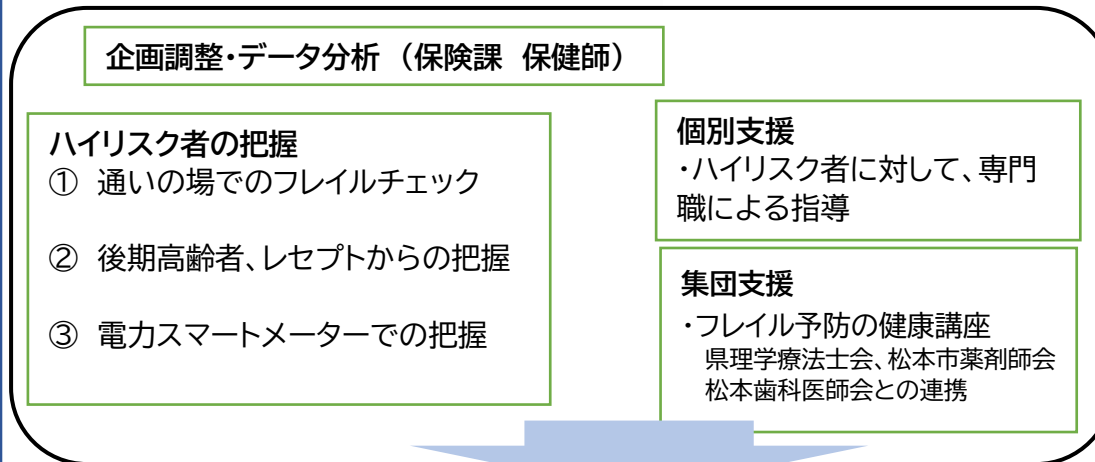 企画調整・データ分析 （保険課 保健師）
ハイリスク者の把握
① 通いの場でのフレイルチェック
② 後期高齢者、レセプトからの把握
③ 電力スマートメーターでの把握
個別支援
・ハイリスク者に対して、専門
職による指導
集団支援
・フレイル予防の健康講座
県理学療法士会、松本市薬剤師会
松本歯科医師会との連携